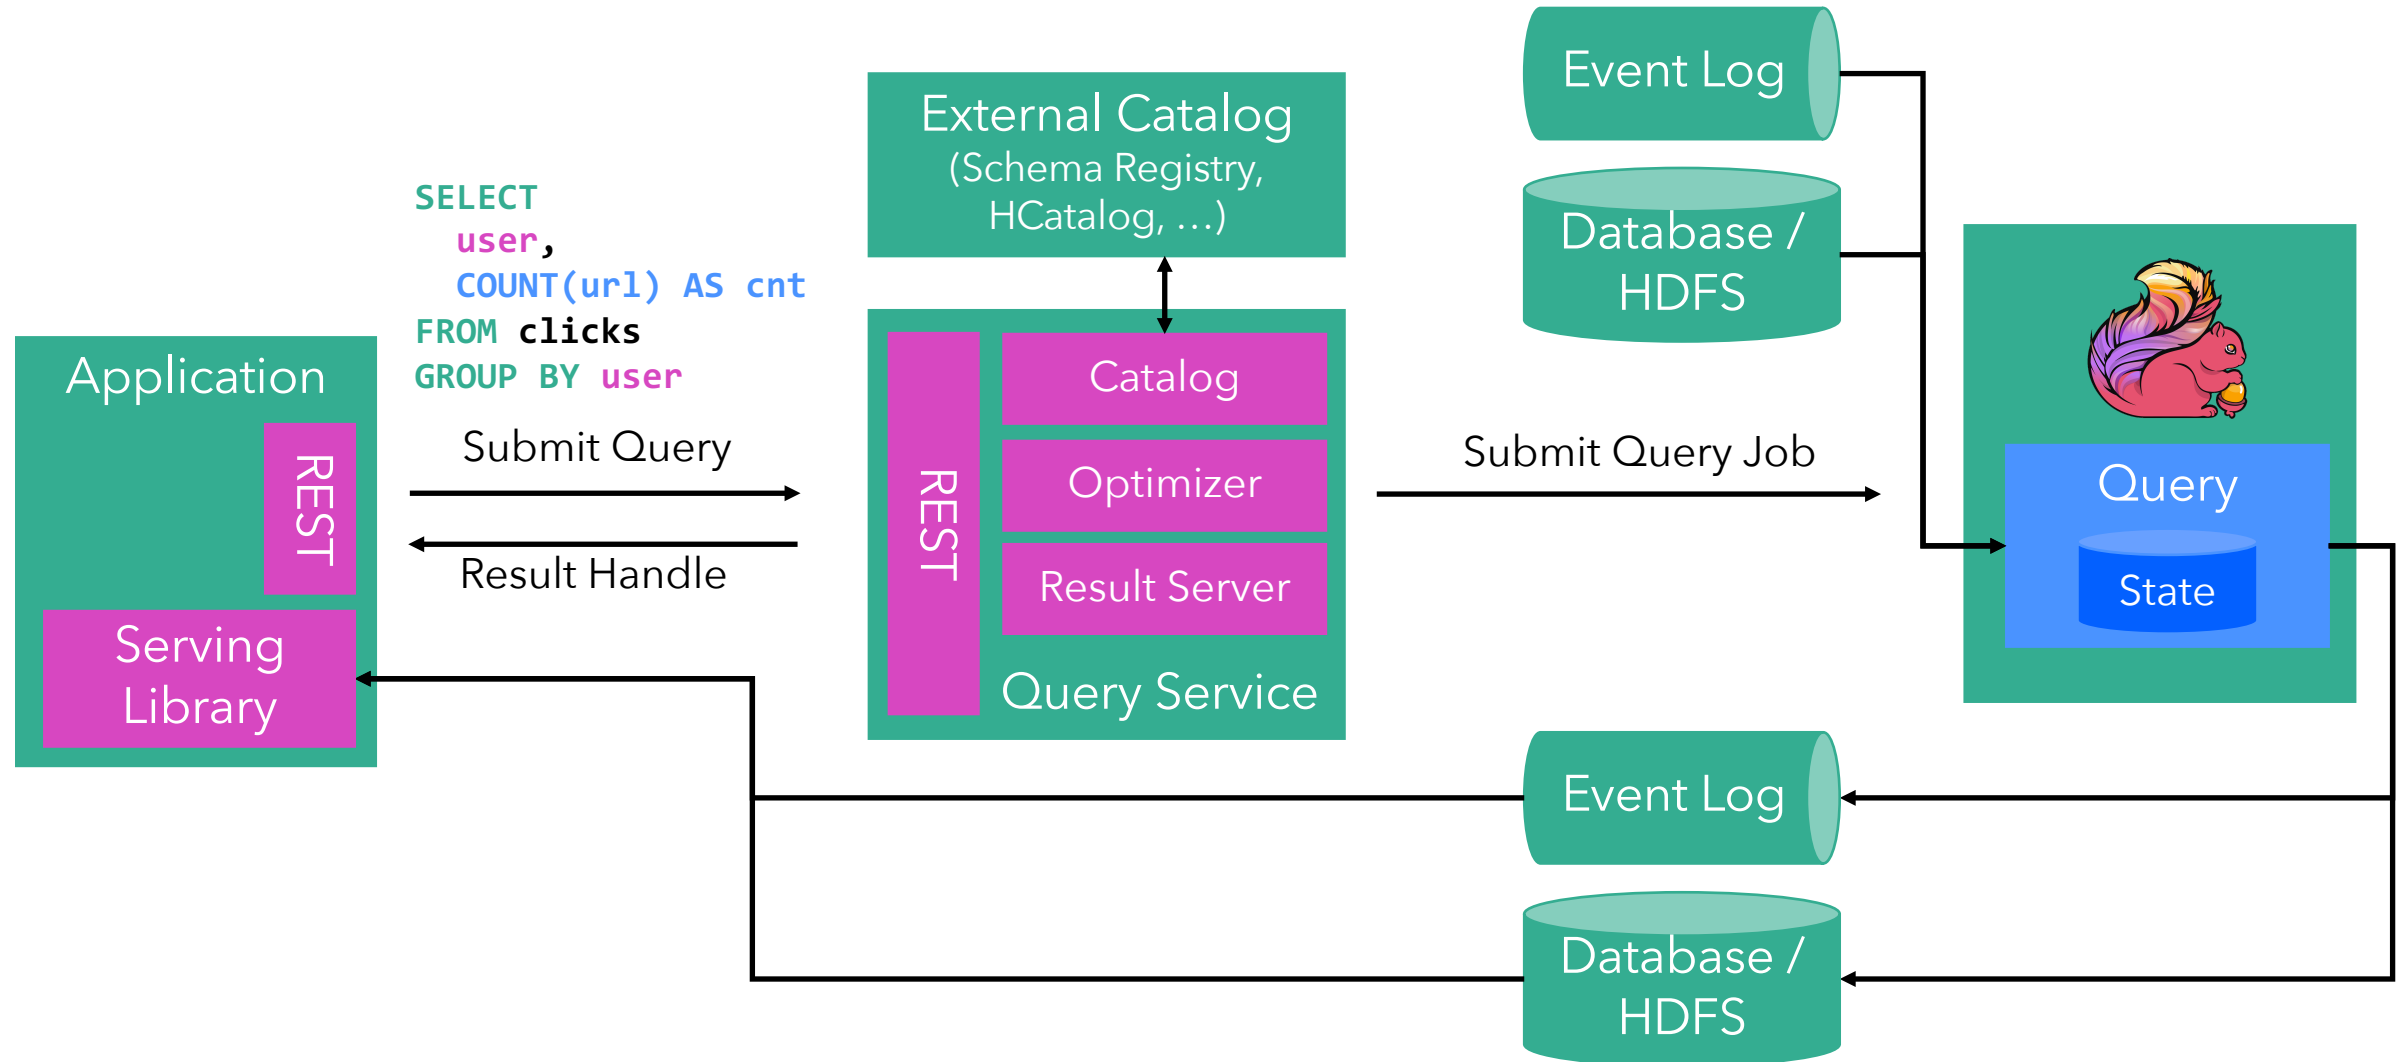 Application
REST
Serving
Library
SELECT
user,
COUNT(url) AS cnt
FROM clicks
GROUP BY user
Submit Query
Result Handle
External Catalog
(Schema Registry,
HCatalog, ...)
REST
Catalog
Optimizer
Result Server
Query Service
Submit Query Job
Event Log
Database /
HDFS
Query
State
Event Log
Database /
HDFS